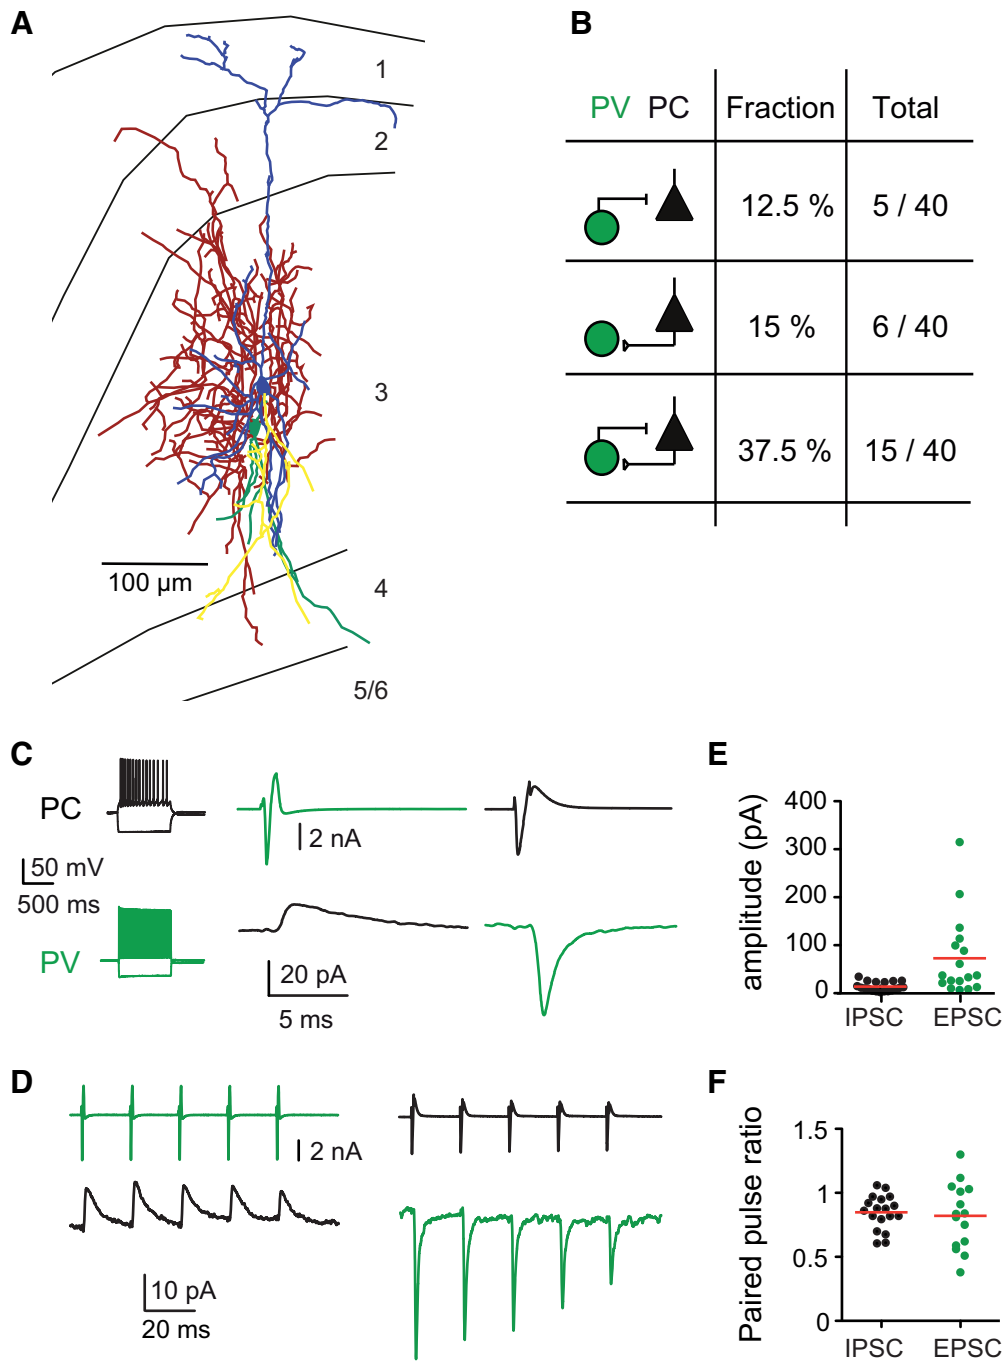 A
1
2
3
4
5/6
100 µm
B
PV PC Fraction Total
12.5 % 5 / 40
15 % 6 / 40
37.5 % 15 / 40
C
PC
50 mV
500 ms
PV
2 nA
20 pA
5 ms
D
2 nA
10 pA
20 ms
E
amplitude (pA)
400
300
200
100
0
IPSC EPSC
F
Paired pulse ratio
1.5
1
0.5
0
IPSC EPSC